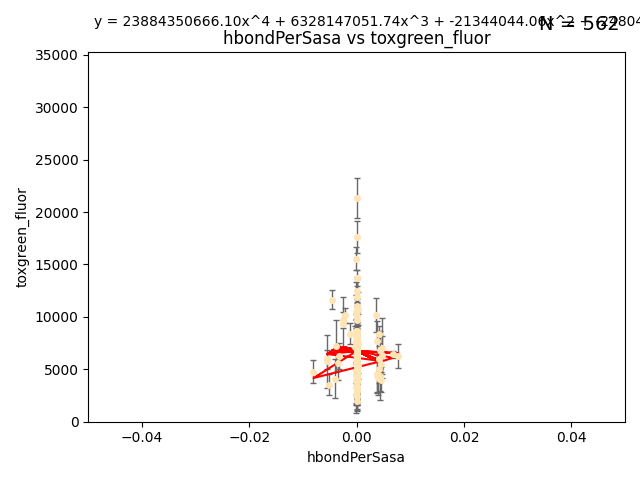 y = 23884350666.10x^4 + 6328147051.74x^3 + -21344044.06x^2 +
N = 562
hbondPerSasa vs toxgreen_fluor
35000
30000
25000
20000
15000
10000
5000
0
toxgreen_fluor
−0.04
−0.02
0.00
0.02
0.04
hbondPerSasa